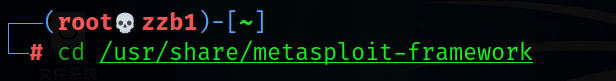 (root💀zzb1)-[~]
# cd /usr/share/metasploit-framework